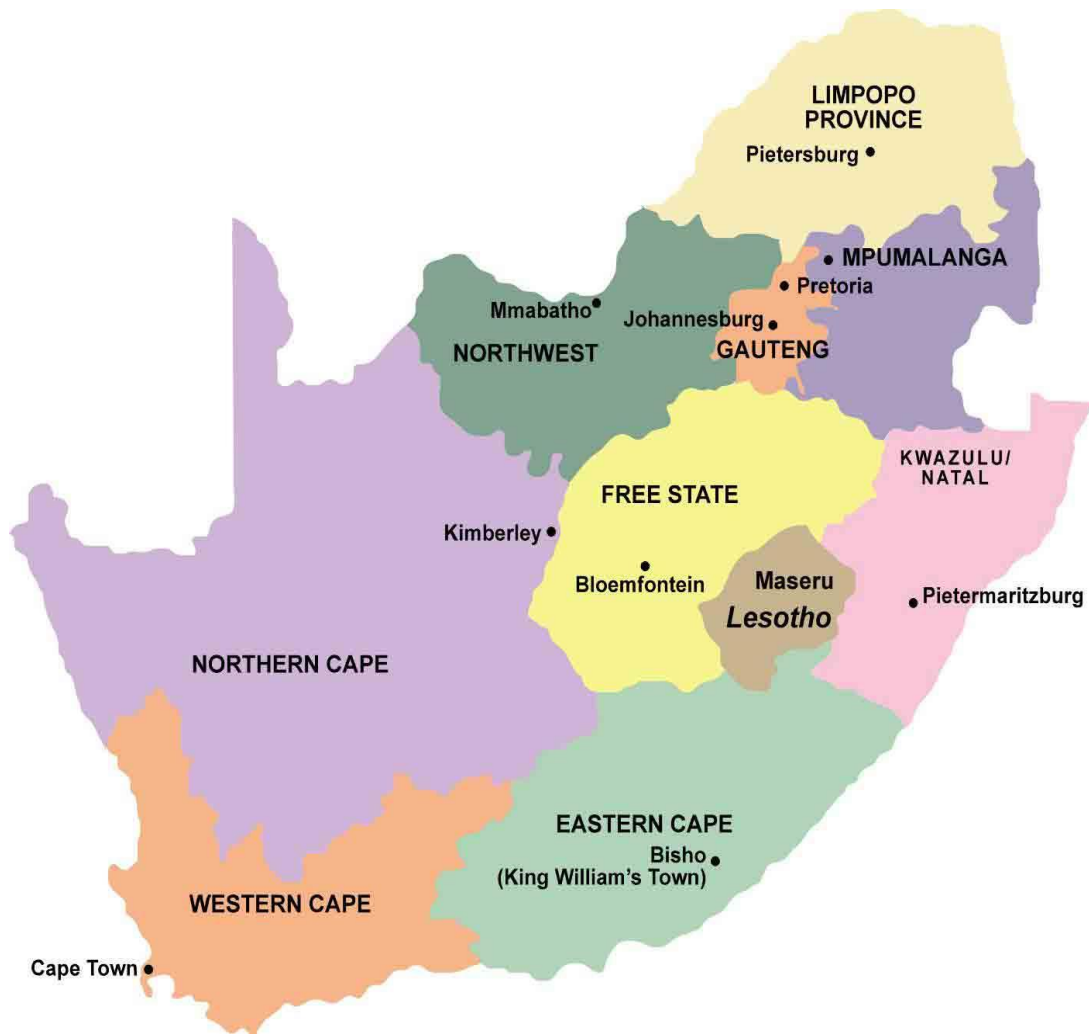 LIMPOPO
PROVINCE
Pietersburg
MPUMALANGA
Pretoria
Mmabatho
Johannesburg
NORTHWEST
GAUTENG
KWAZULU/
NATAL
FREE STATE
Kimberley
Bloemfontein
Maseru
Lesotho
Pietermaritzburg
NORTHERN CAPE
EASTERN CAPE
Bisho
(King William's Town)
WESTERN CAPE
Cape Town